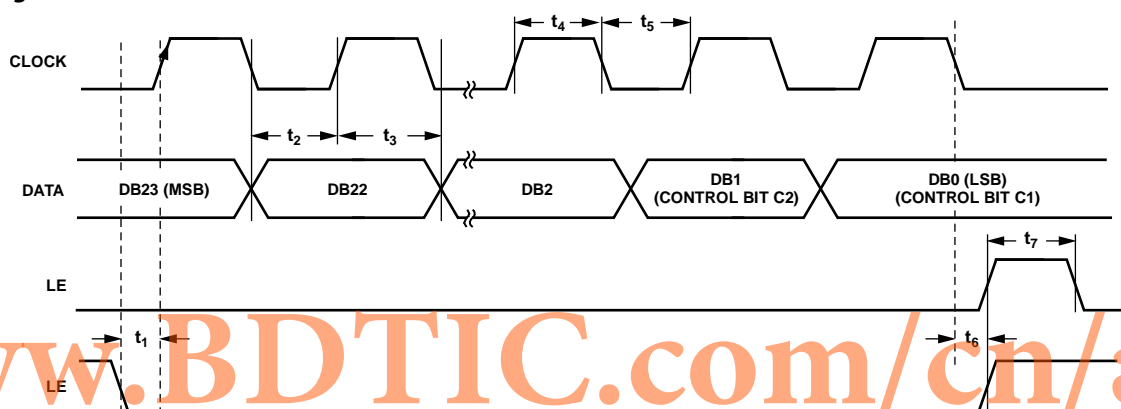 t4 t5
CLOCK
t2 t3
DATA DB23 (MSB) DB22 DB2 DB1 DB0 (LSB)
(CONTROL BIT C2) (CONTROL BIT C1)
t7
LE
t1 t6
LE
www.BDTIC.com/cn/